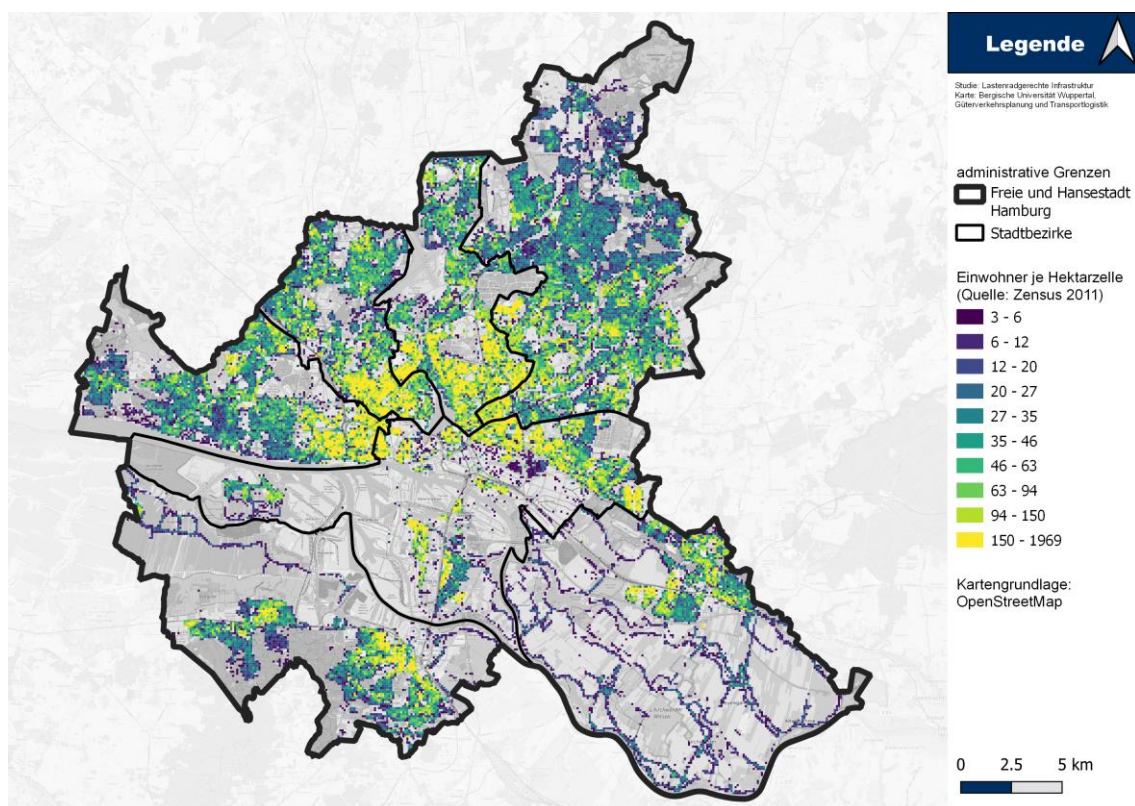 Legende
Studie: Lastenradgerechte Infrastruktur
Karte: Bergische Universität Wuppertal,
Güterverkehrsplanung und Transportlogistik
administrative Grenzen
Freie und Hansestadt
Hamburg
Stadtbezirke
Einwohner je Hektarzelle
(Quelle: Zensus 2011)
3 - 6
6 - 12
12 - 20
20 - 27
27 - 35
35 - 46
46 - 63
63 - 94
94 - 150
150 - 1969
Kartengrundlage:
OpenStreetMap
0 2.5 5 km